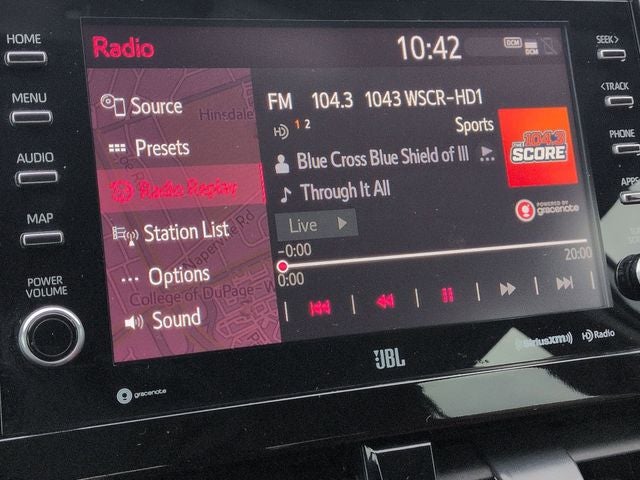 HOME
MENU
AUDIO
MAP
POWER
VOLUME
Radio
10:42
DCM
DCM
Source
Presets
Radio Replay
Station List
Options
Sound
Hinsdale
Naperville
College of DuPage-W
FM 104.3 1043 WSCR-HD1
HD 1 2
Sports
Blue Cross Blue Shield of Ill
Through It All
Live
-0:00
0:00
20:00
THE
104.3
SCORE
POWERED BY
gracenote
SEEK>
<TRACK
PHONE
APPS
gracenote
JBL
SiriusXM
HD Radio